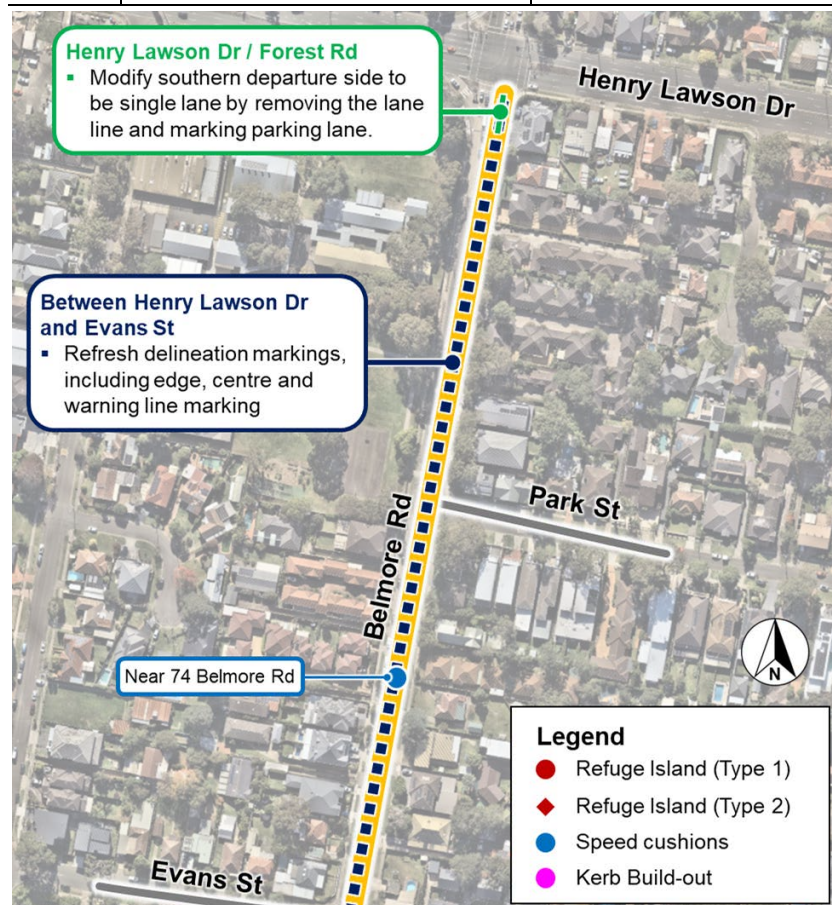 Henry Lawson Dr / Forest Rd
▪ Modify southern departure side to
be single lane by removing the lane
line and marking parking lane.
Henry Lawson Dr
Between Henry Lawson Dr
and Evans St
▪ Refresh delineation markings,
including edge, centre and
warning line marking
Park St
Belmore Rd
Near 74 Belmore Rd
N
Legend
Refuge Island (Type 1)
Refuge Island (Type 2)
Speed cushions
Kerb Build-out
Evans St